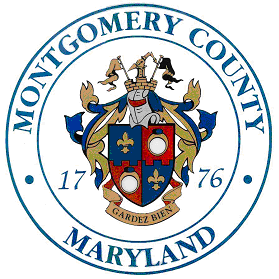 MONTGOMERY COUNTY
17 76
GARDEZ BIEN
MARYLAND